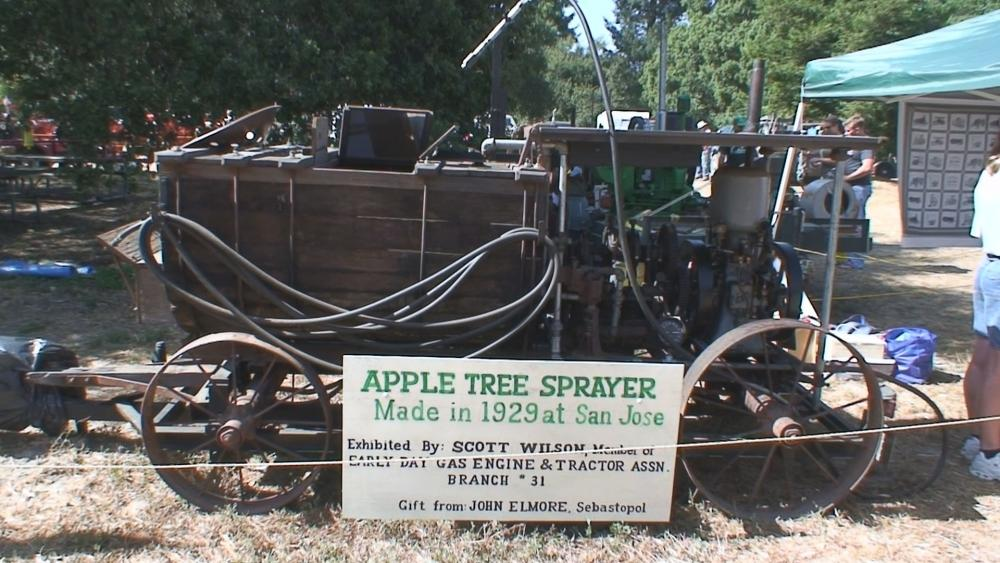 APPLE TREE SPRAYER
Made in 1929 at San Jose
Exhibited By: SCOTT WILSON, Member of
EARLY DAY GAS ENGINE & TRACTOR ASSN.
BRANCH # 31
Gift from: JOHN ELMORE, Sebastopol